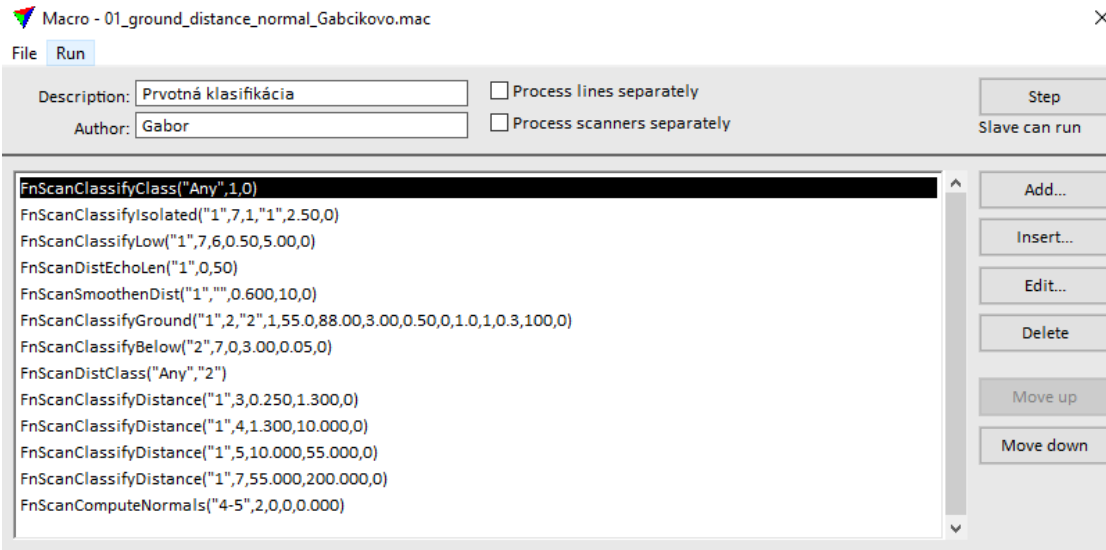 Macro - 01_ground_distance_normal_Gabcikovo.mac
File Run
Description: Prvotná klasifikácia
Process lines separately
Step
Author: Gabor
Process scanners separately
Slave can run
FnScanClassifyClass("Any",1,0)
FnScanClassifyIsolated("1",7,1,"1",2.50,0)
FnScanClassifyLow("1",7,6,0.50,5.00,0)
FnScanDistEchoLen("1",0,50)
FnScanSmoothenDist("1","",0.600,10,0)
FnScanClassifyGround("1",2,"2",1,55.0,88.00,3.00,0.50,0,1.0,1,0.3,100,0)
FnScanClassifyBelow("2",7,0,3.00,0.05,0)
FnScanDistClass("Any","2")
FnScanClassifyDistance("1",3,0.250,1.300,0)
FnScanClassifyDistance("1",4,1.300,10.000,0)
FnScanClassifyDistance("1",5,10.000,55.000,0)
FnScanClassifyDistance("1",7,55.000,200.000,0)
FnScanComputeNormals("4-5",2,0,0,0.000)
Add...
Insert...
Edit...
Delete
Move up
Move down